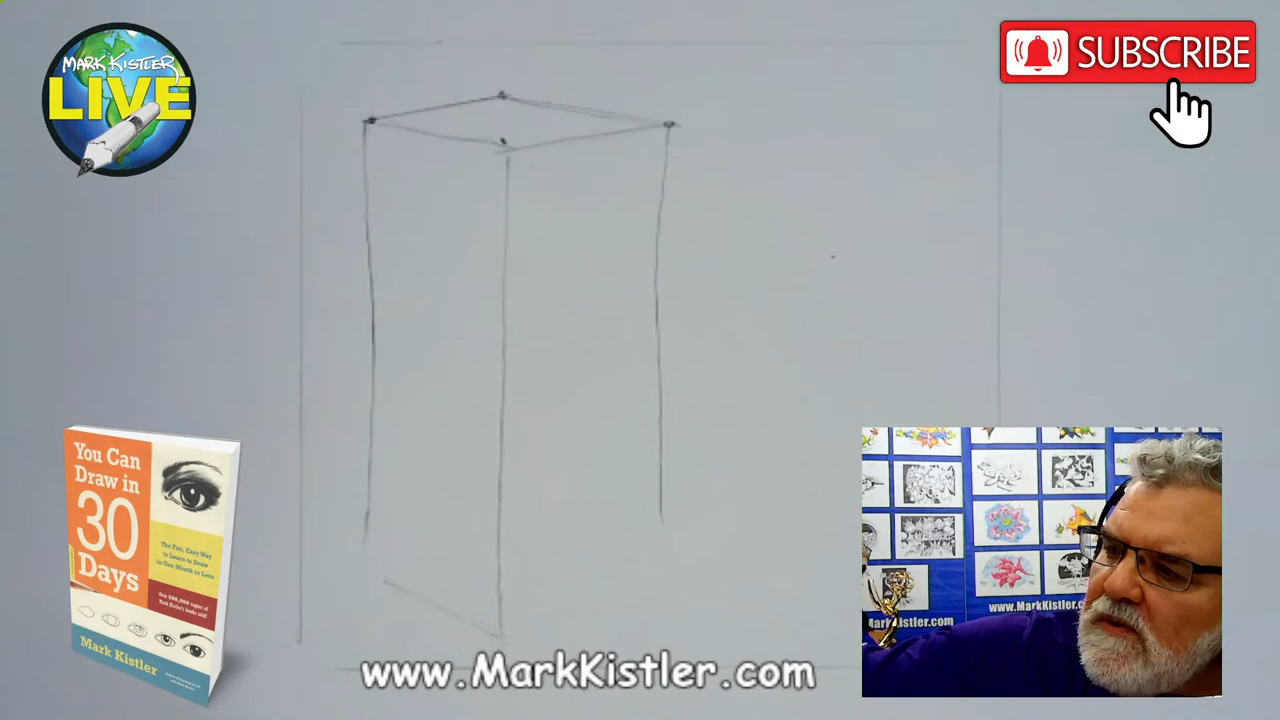 MARK KISTLER
LIVE
SUBSCRIBE
You Can
Draw in
30
Days
The Fun, Easy Way
to Learn to Draw
in One Month or Less
Mark Kistler
www.MarkKistler.com
www.MarkK
MarkKistler.com